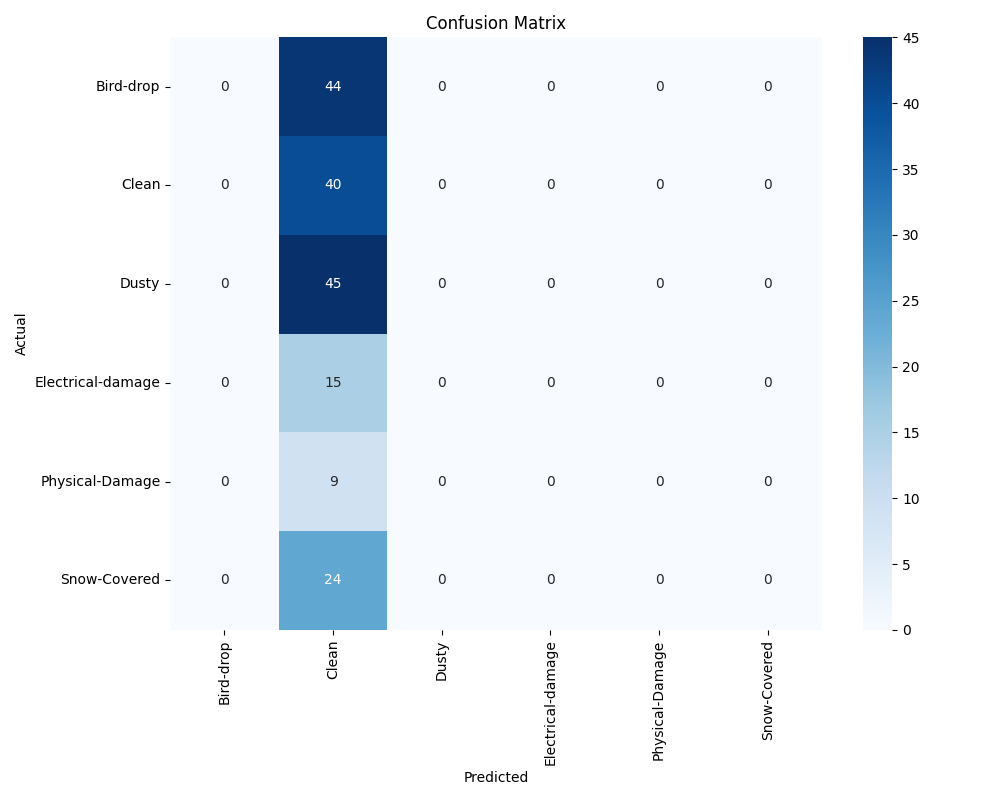 Confusion Matrix
Actual
Bird-drop 0 44 0 0 0 0
Clean 0 40 0 0 0 0
Dusty 0 45 0 0 0 0
Electrical-damage 0 15 0 0 0 0
Physical-Damage 0 9 0 0 0 0
Snow-Covered 0 24 0 0 0 0
Bird-drop Clean Dusty Electrical-damage Physical-Damage Snow-Covered
Predicted
45
40
35
30
25
20
15
10
5
0